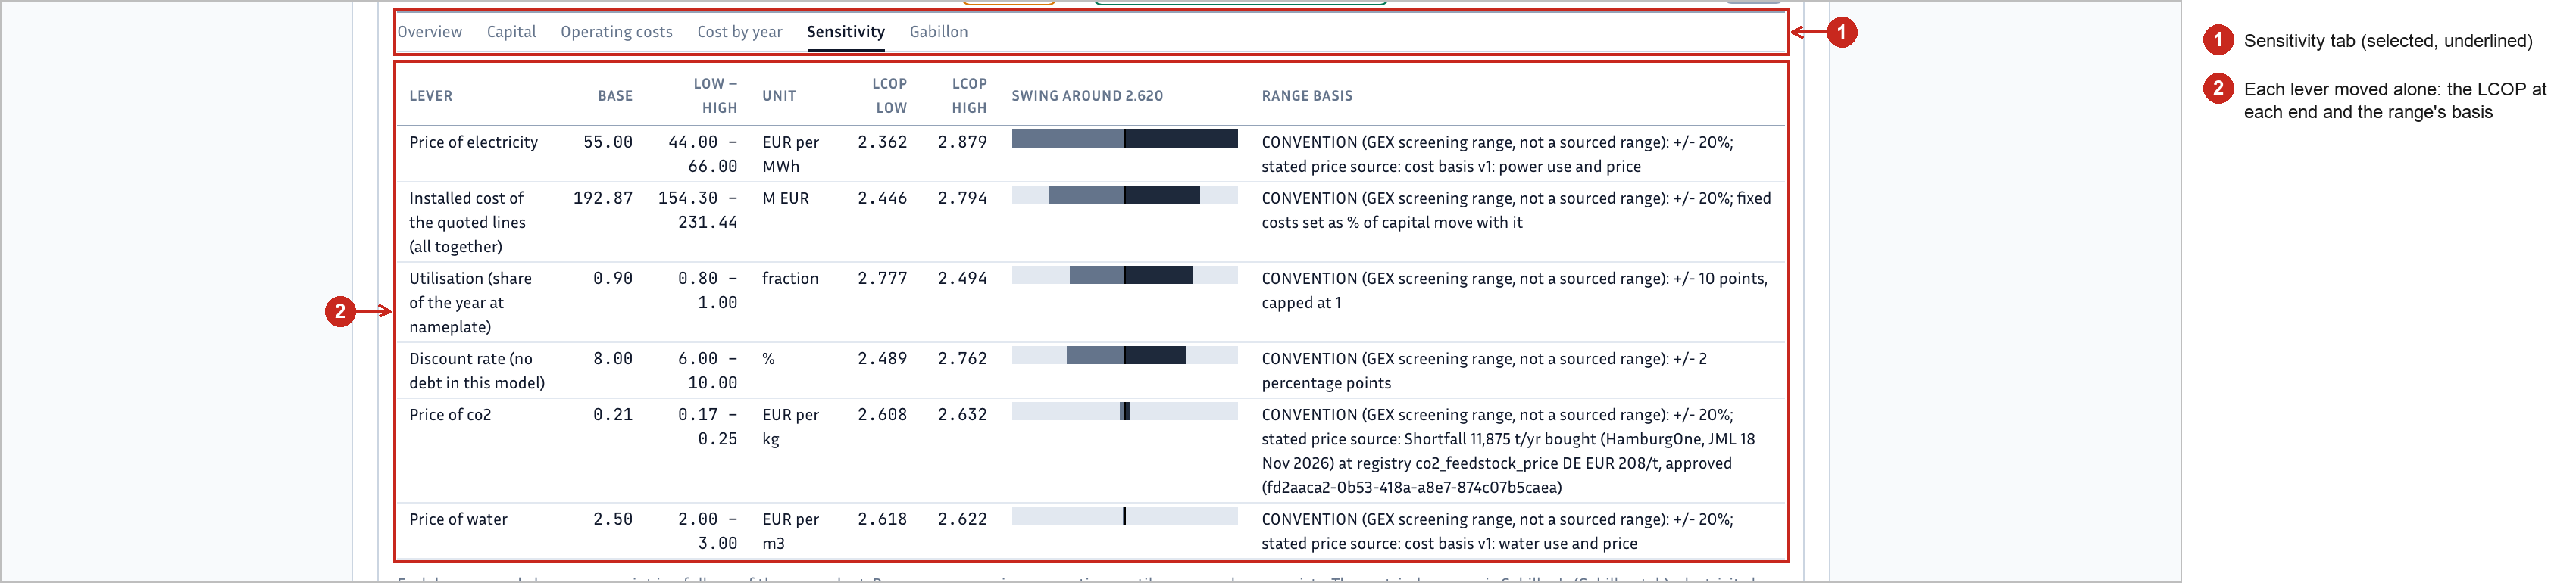 Overview Capital Operating costs Cost by year Sensitivity Gabillon
1
1 Sensitivity tab (selected, underlined)
2 Each lever moved alone: the LCOP at
each end and the range's basis
LEVER BASE LOW – HIGH UNIT LCOP LOW LCOP HIGH SWING AROUND 2.620 RANGE BASIS
Price of electricity 55.00 44.00 – 66.00 EUR per MWh 2.362 2.879 CONVENTION (GEX screening range, not a sourced range): +/- 20%;
stated price source: cost basis v1: power use and price
Installed cost of the quoted lines (all together) 192.87 154.30 – 231.44 M EUR 2.446 2.794 CONVENTION (GEX screening range, not a sourced range): +/- 20%; fixed
costs set as % of capital move with it
2
Utilisation (share of the year at nameplate) 0.90 0.80 – 1.00 fraction 2.777 2.494 CONVENTION (GEX screening range, not a sourced range): +/- 10 points,
capped at 1
Discount rate (no debt in this model) 8.00 6.00 – 10.00 % 2.489 2.762 CONVENTION (GEX screening range, not a sourced range): +/- 2
percentage points
Price of co2 0.21 0.17 – 0.25 EUR per kg 2.608 2.632 CONVENTION (GEX screening range, not a sourced range): +/- 20%;
stated price source: Shortfall 11,875 t/yr bought (HamburgOne, JML 18
Nov 2026) at registry co2_feedstock_price DE EUR 208/t, approved
(fd2aaca2-0b53-418a-a8e7-874c07b5caea)
Price of water 2.50 2.00 – 3.00 EUR per m3 2.618 2.622 CONVENTION (GEX screening range, not a sourced range): +/- 20%;
stated price source: cost basis v1: water use and price